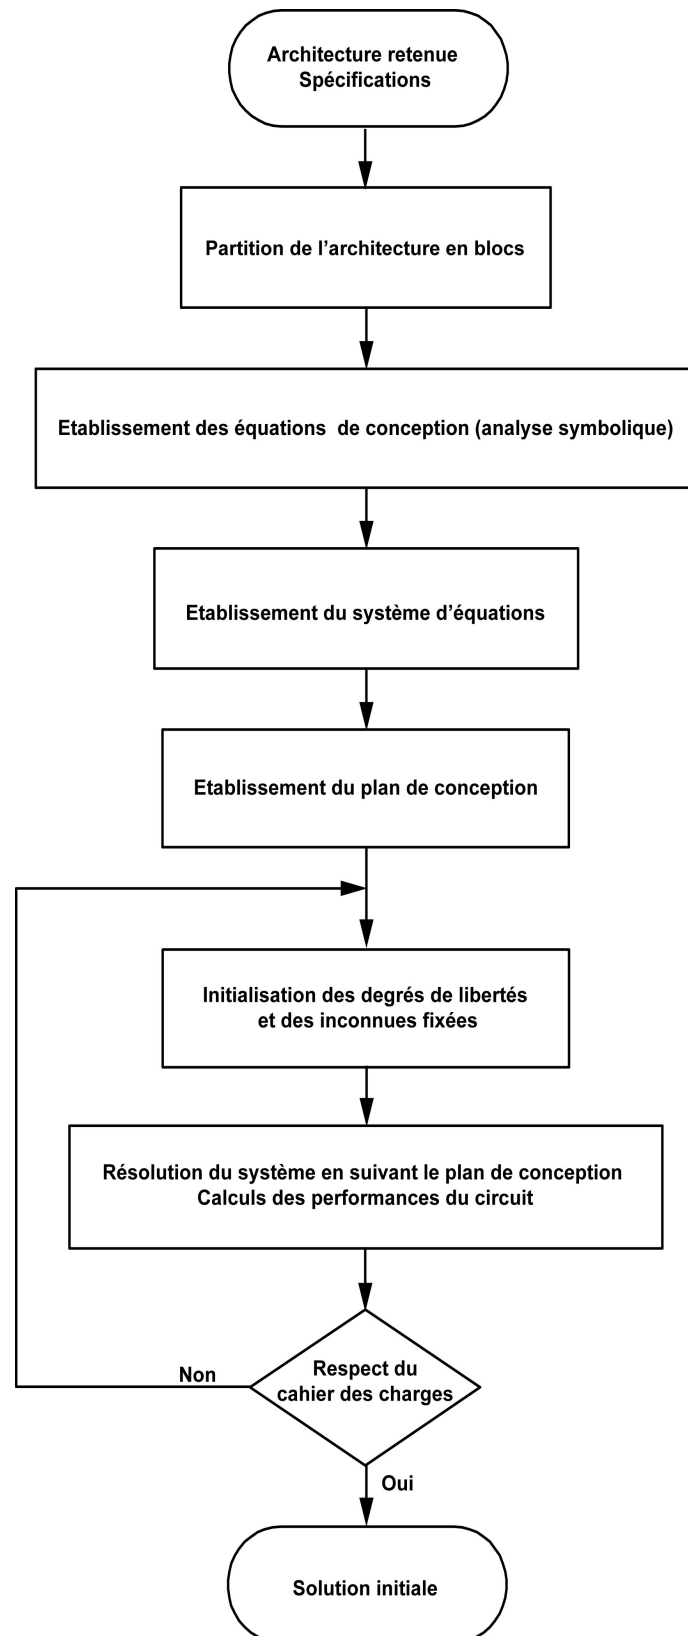 Architecture retenue
Spécifications
Partition de l'architecture en blocs
Etablissement des équations de conception (analyse symbolique)
Etablissement du système d'équations
Etablissement du plan de conception
Initialisation des degrés de libertés
et des inconnues fixées
Résolution du système en suivant le plan de conception
Calculs des performances du circuit
Respect du
cahier des charges
Non
Oui
Solution initiale